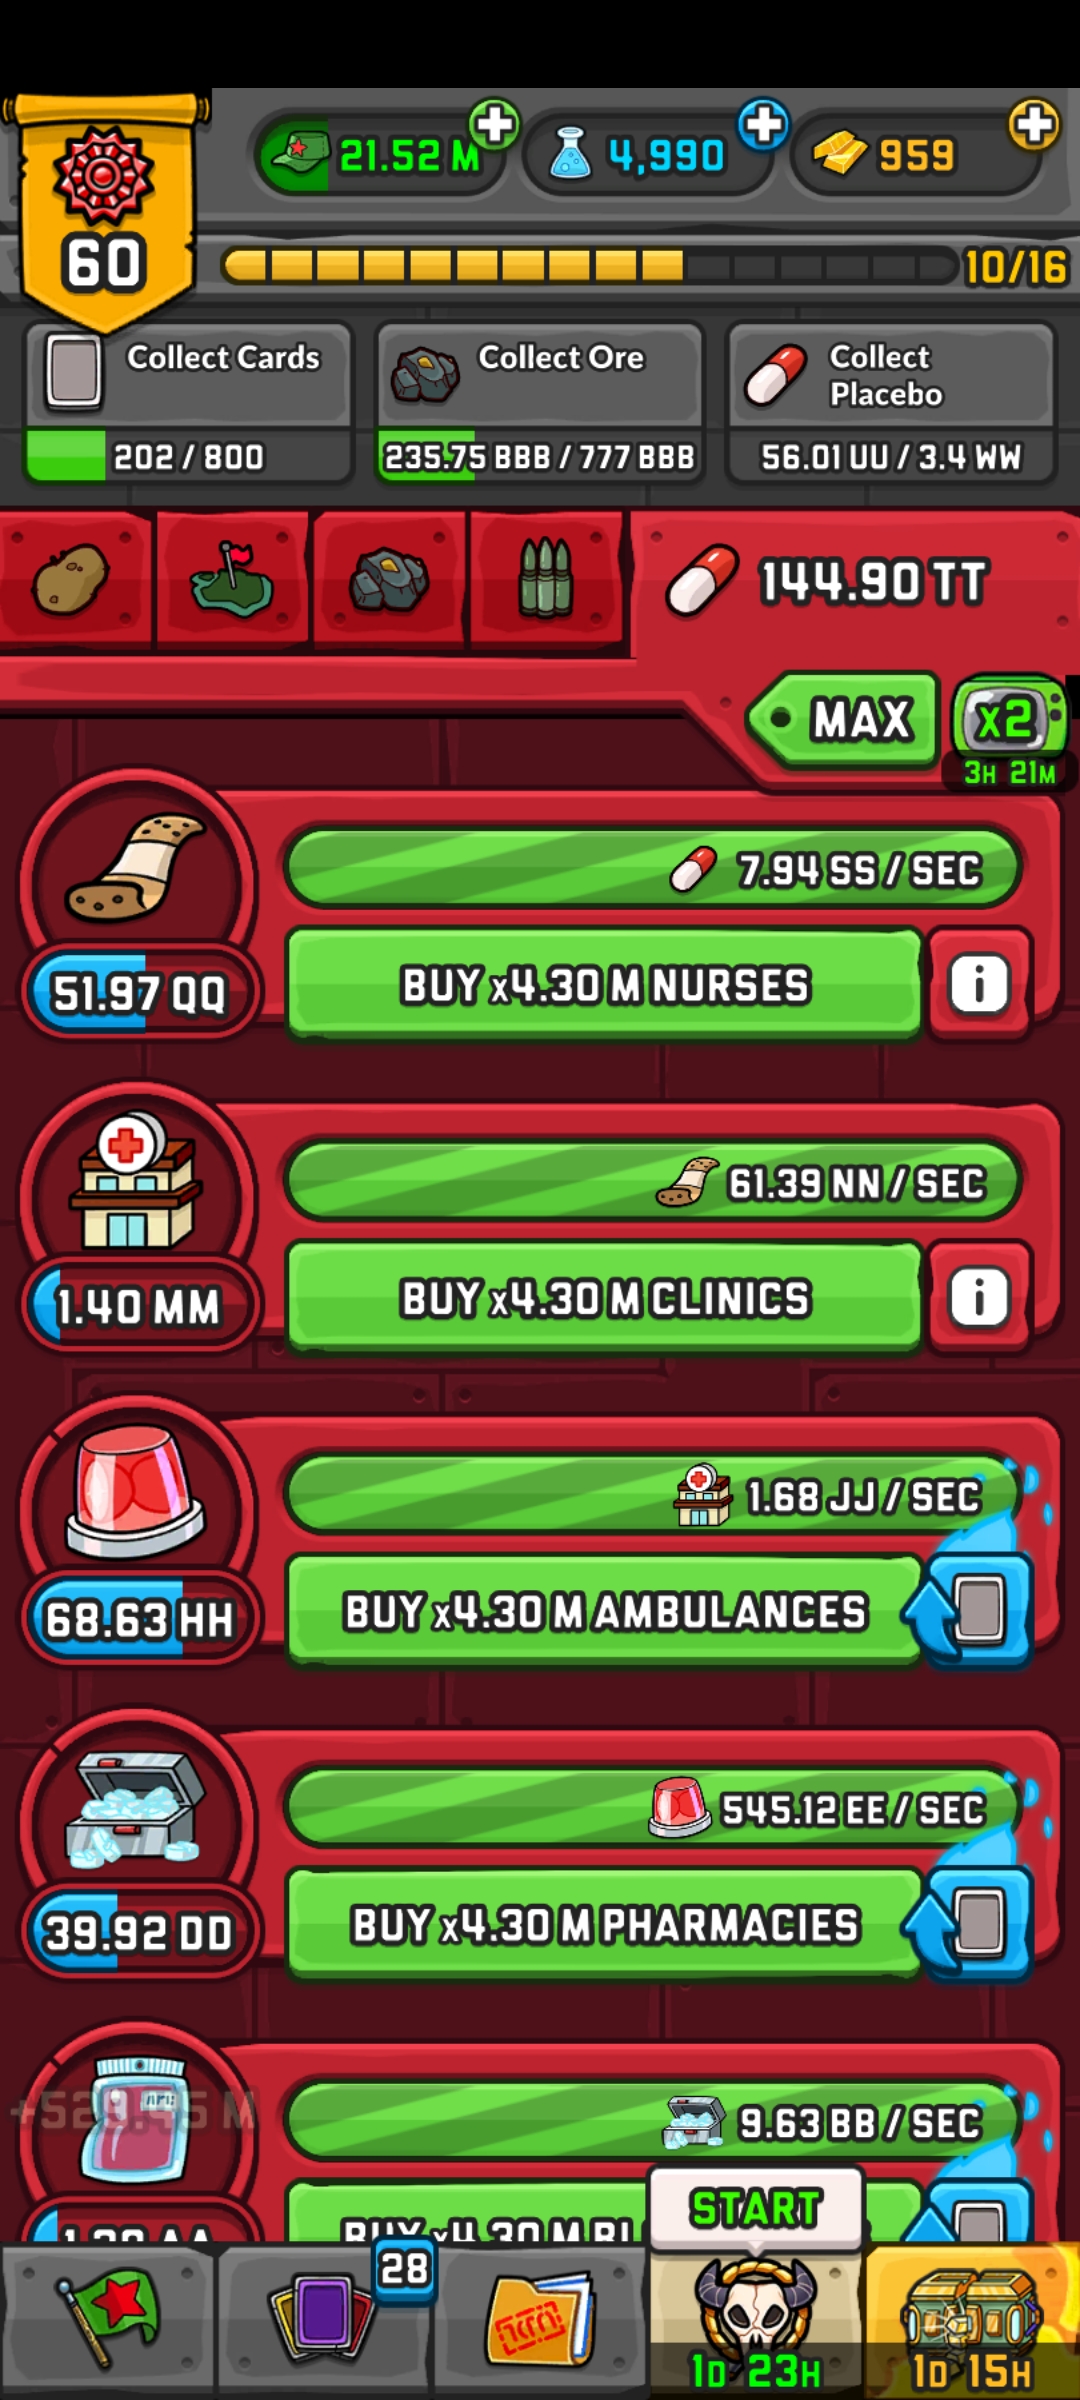 60
21.52 M
4,990
959
10/16
Collect Cards
202 / 800
Collect Ore
235.75 BBB / 777 BBB
Collect
Placebo
56.01 UU / 3.4 WW
144.90 TT
MAX
x2
3H 21M
7.94 SS / SEC
51.97 QQ
BUY x4.30 M NURSES
i
61.39 NN / SEC
1.40 MM
BUY x4.30 M CLINICS
i
1.68 JJ / SEC
68.63 HH
BUY x4.30 M AMBULANCES
545.12 EE / SEC
39.92 DD
BUY x4.30 M PHARMACIES
9.63 BB / SEC
BUY x4.30 M
START
28
1D 23H
1D 15H